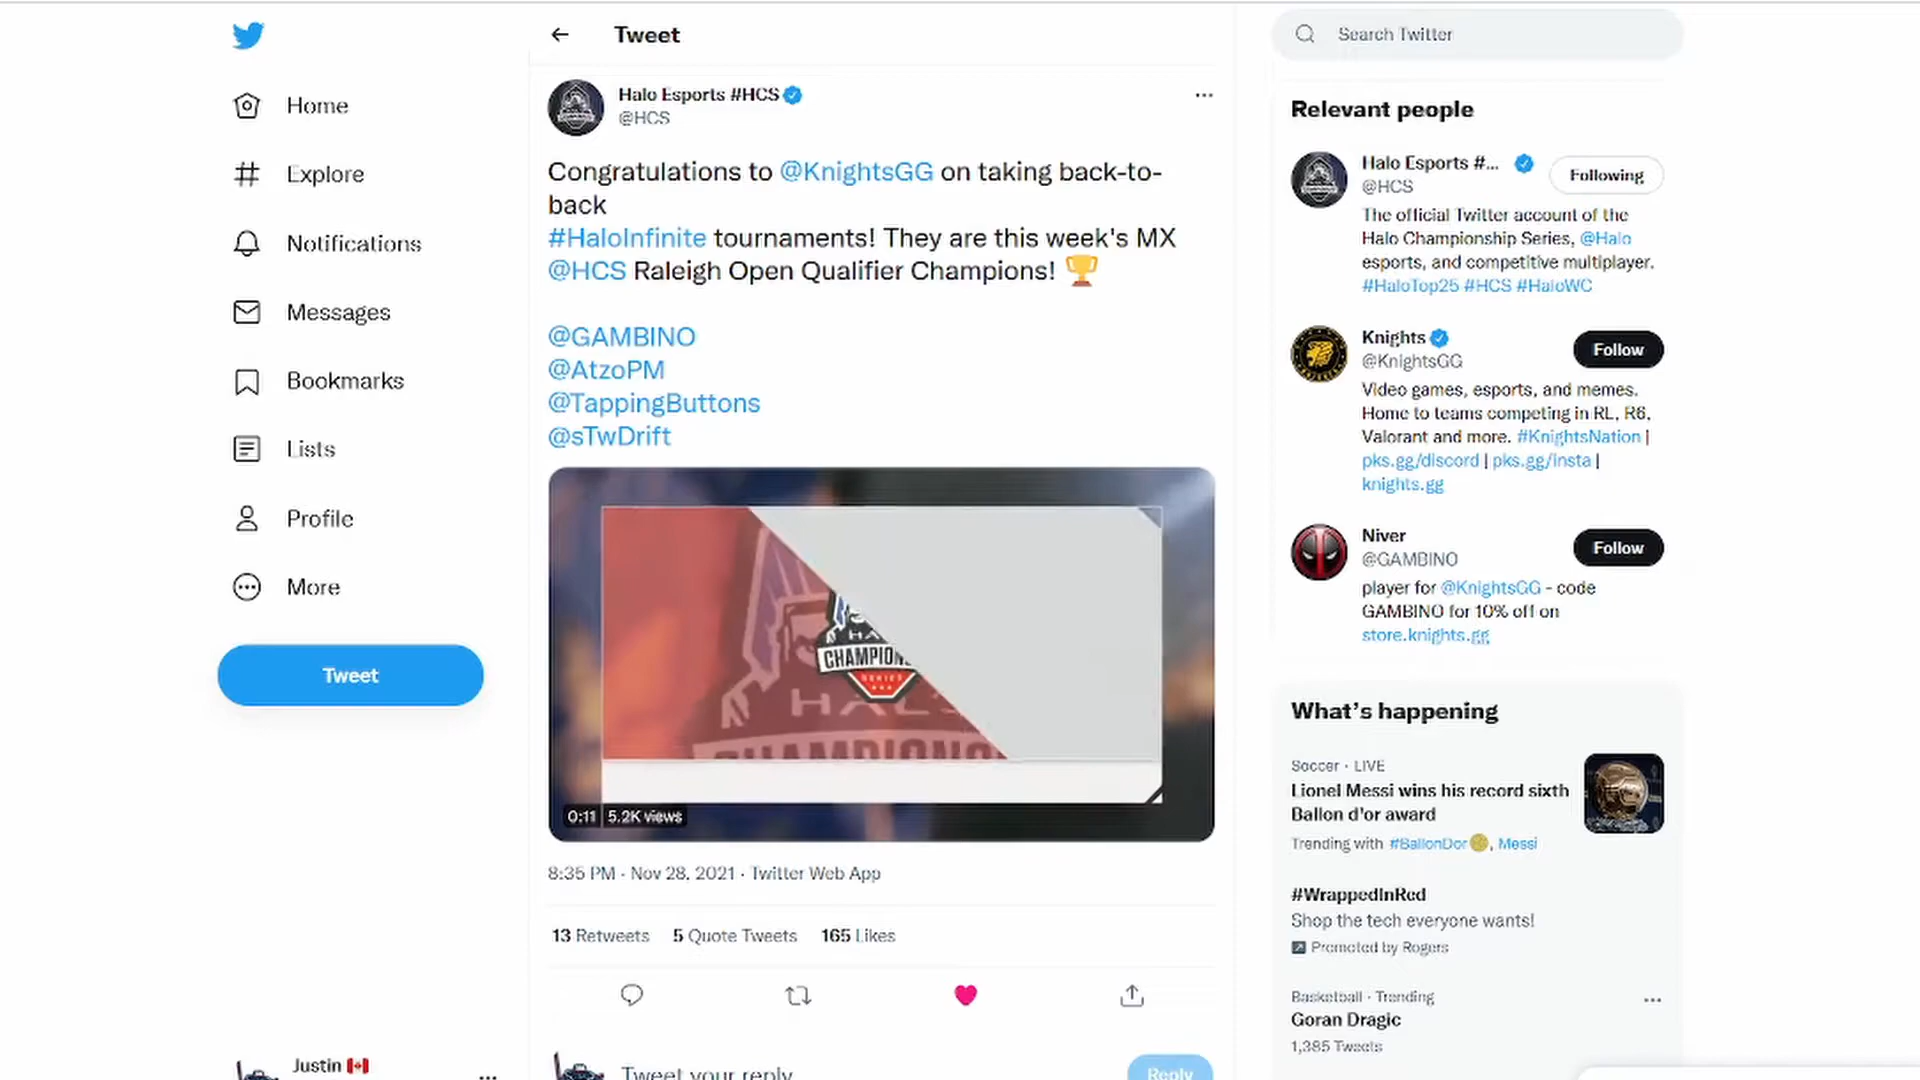 Home
Explore
Notifications
Messages
Bookmarks
Lists
Profile
More
Tweet
Justin
Tweet
Halo Esports #HCS
@HCS
Congratulations to @KnightsGG on taking back-to-
back
#HaloInfinite tournaments! They are this week's MX
@HCS Raleigh Open Qualifier Champions! 🏆
@GAMBINO
@AtzoPM
@TappingButtons
@sTwDrift
HA
CHAMPION
SERIES
HAL
CHAMPIONS
0:11 5.2K views
8:35 PM · Nov 28, 2021 · Twitter Web App
13 Retweets 5 Quote Tweets 165 Likes
Tweet your reply
Reply
Search Twitter
Relevant people
Halo Esports #...
@HCS
Following
The official Twitter account of the
Halo Championship Series, @Halo
esports, and competitive multiplayer.
#HaloTop25 #HCS #HaloWC
Knights
@KnightsGG
Follow
Video games, esports, and memes.
Home to teams competing in RL, R6,
Valorant and more. #KnightsNation |
pks.gg/discord | pks.gg/insta |
knights.gg
Niver
@GAMBINO
Follow
player for @KnightsGG - code
GAMBINO for 10% off on
store.knights.gg
What's happening
Soccer · LIVE
Lionel Messi wins his record sixth
Ballon d'or award
Trending with #BallonDor, Messi
#WrappedInRed
Shop the tech everyone wants!
Promoted by Rogers
Basketball · Trending
Goran Dragic
1,385 Tweets